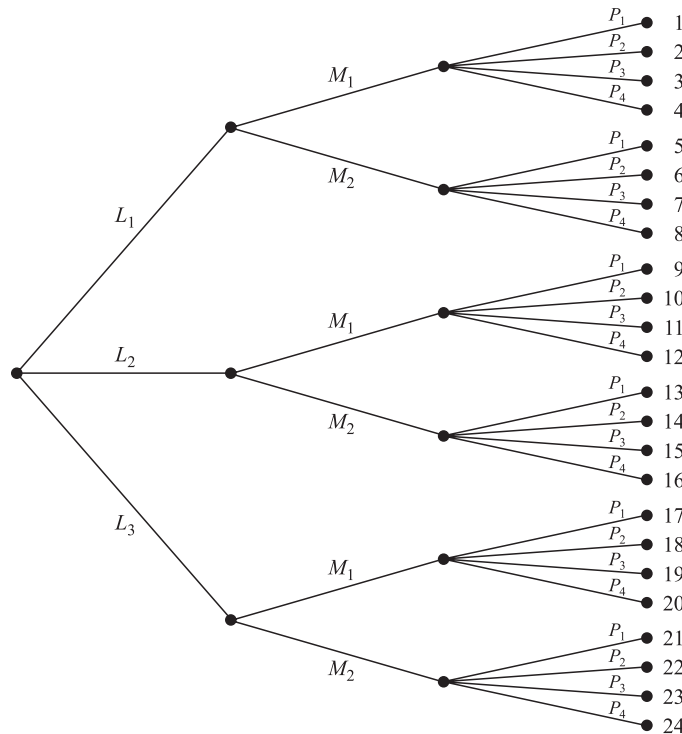 P1 1
P2 2
M1 P3 3
P4 4
P1 5
M2 P2 6
P3 7
L1 P4 8
P1 9
P2 10
M1 P3 11
L2 P4 12
P1 13
M2 P2 14
P3 15
P4 16
P1 17
L3 P2 18
M1 P3 19
P4 20
P1 21
M2 P2 22
P3 23
P4 24